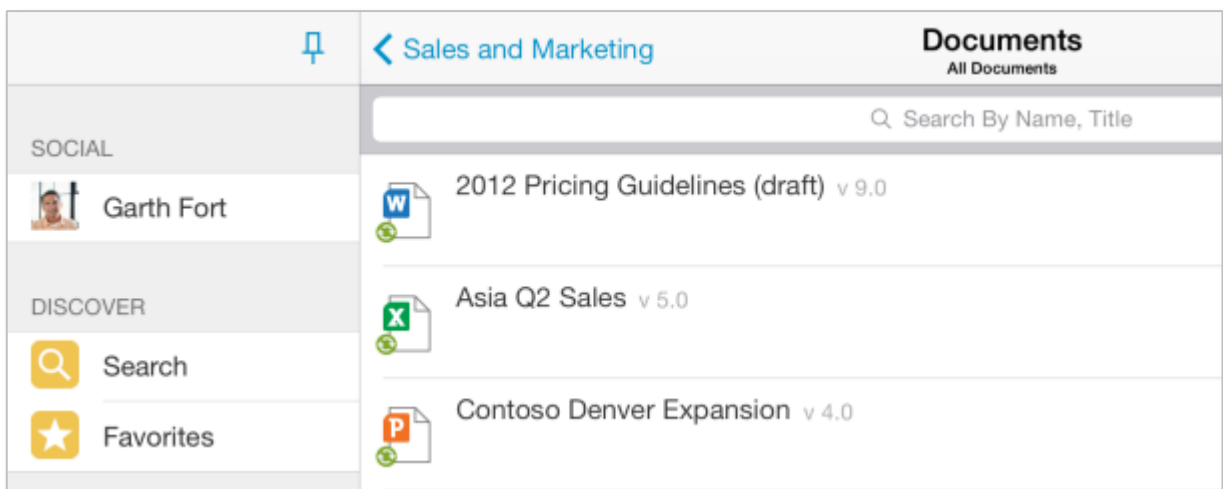 Sales and Marketing
Documents
All Documents
Search By Name, Title
SOCIAL
Garth Fort
DISCOVER
Search
Favorites
W
2012 Pricing Guidelines (draft) v 9.0
X
Asia Q2 Sales v 5.0
P
Contoso Denver Expansion v 4.0